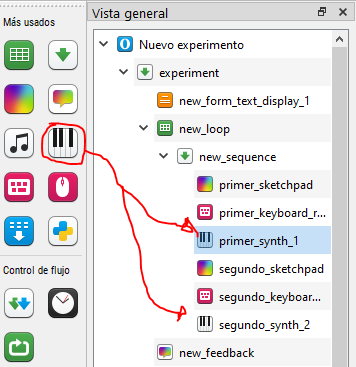 Más usados
Control de flujo
Vista general
Nuevo experimento
experiment
new_form_text_display_1
new_loop
new_sequence
primer_sketchpad
primer_keyboard_r...
primer_synth_1
segundo_sketchpad
segundo_keyboar...
segundo_synth_2
new_feedback